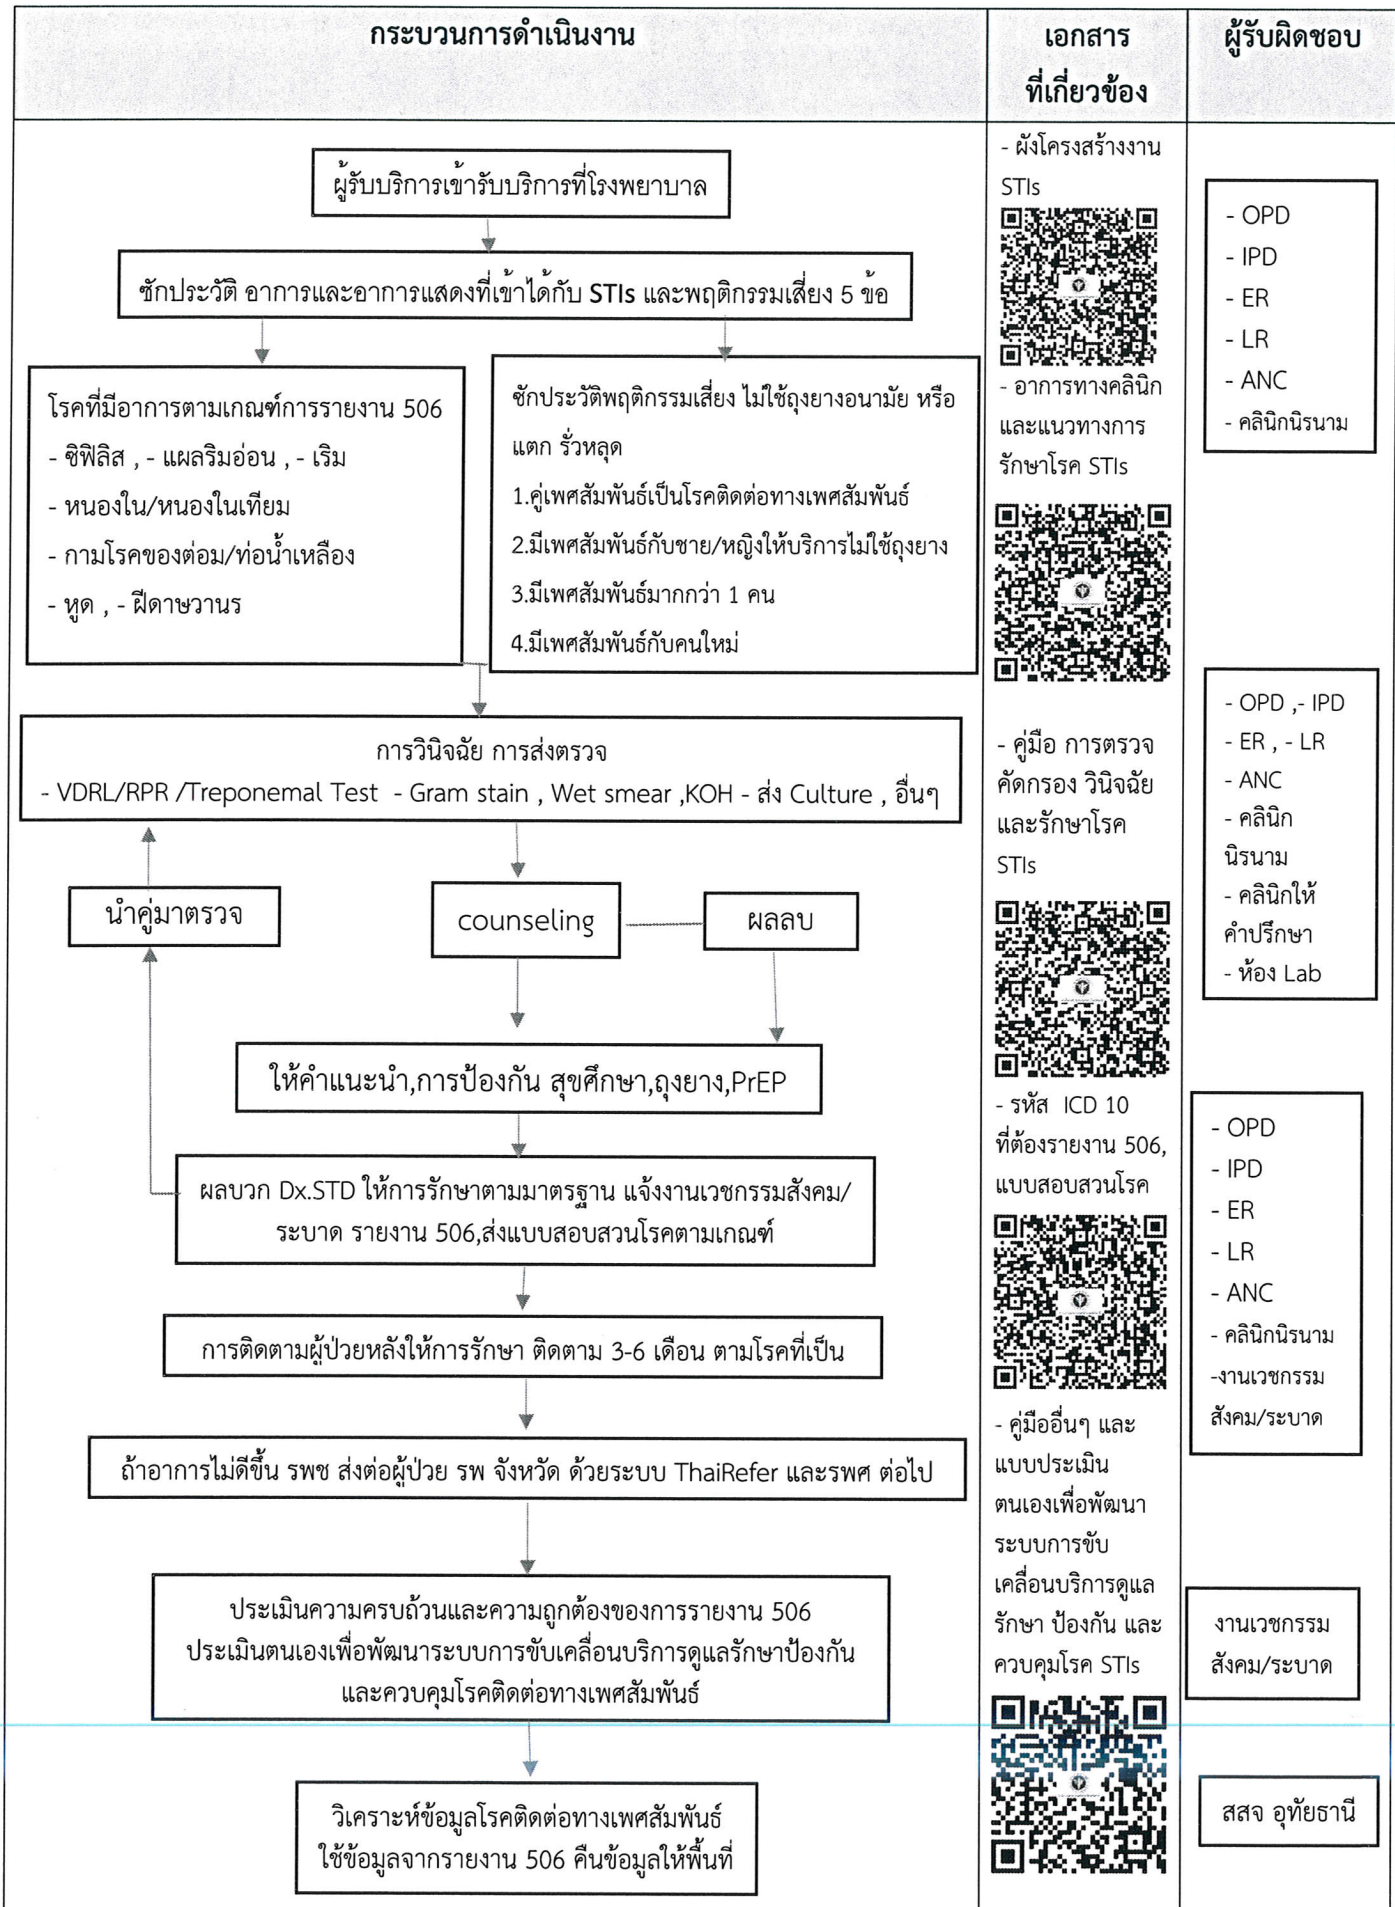 กระบวนการดำเนินงาน
เอกสาร
ที่เกี่ยวข้อง
ผู้รับผิดชอบ
ผู้รับบริการเข้ารับบริการที่โรงพยาบาล
ซักประวัติ อาการและอาการแสดงที่เข้าได้กับ STIs และพฤติกรรมเสี่ยง 5 ข้อ
โรคที่มีอาการตามเกณฑ์การรายงาน 506
- ซิฟิลิส , - แผลริมอ่อน , - เริม
- หนองใน/หนองในเทียม
- กามโรคของต่อม/ท่อน้ำเหลือง
- หูด , - ฝีดาษวานร
ซักประวัติพฤติกรรมเสี่ยง ไม่ใช้ถุงยางอนามัย หรือ
แตก รั่วหลุด
1.คู่เพศสัมพันธ์เป็นโรคติดต่อทางเพศสัมพันธ์
2.มีเพศสัมพันธ์กับชาย/หญิงให้บริการไม่ใช้ถุงยาง
3.มีเพศสัมพันธ์มากกว่า 1 คน
4.มีเพศสัมพันธ์กับคนใหม่
การวินิจฉัย การส่งตรวจ
- VDRL/RPR /Treponemal Test - Gram stain , Wet smear ,KOH - ส่ง Culture , อื่นๆ
นำคู่มาตรวจ
counseling
ผลลบ
ให้คำแนะนำ,การป้องกัน สุขศึกษา,ถุงยาง,PrEP
ผลบวก Dx.STD ให้การรักษาตามมาตรฐาน แจ้งงานเวชกรรมสังคม/
ระบาด รายงาน 506,ส่งแบบสอบสวนโรคตามเกณฑ์
การติดตามผู้ป่วยหลังให้การรักษา ติดตาม 3-6 เดือน ตามโรคที่เป็น
ถ้าอาการไม่ดีขึ้น รพช ส่งต่อผู้ป่วย รพ จังหวัด ด้วยระบบ ThaiRefer และรพศ ต่อไป
ประเมินความครบถ้วนและความถูกต้องของการรายงาน 506
ประเมินตนเองเพื่อพัฒนาระบบการขับเคลื่อนบริการดูแลรักษาป้องกัน
และควบคุมโรคติดต่อทางเพศสัมพันธ์
วิเคราะห์ข้อมูลโรคติดต่อทางเพศสัมพันธ์
ใช้ข้อมูลจากรายงาน 506 คืนข้อมูลให้พื้นที่
- ผังโครงสร้างงาน
STIs
- อาการทางคลินิก
และแนวทางการ
รักษาโรค STIs
- คู่มือ การตรวจ
คัดกรอง วินิจฉัย
และรักษาโรค
STIs
- รหัส ICD 10
ที่ต้องรายงาน 506,
แบบสอบสวนโรค
- คู่มืออื่นๆ และ
แบบประเมิน
ตนเองเพื่อพัฒนา
ระบบการขับ
เคลื่อนบริการดูแล
รักษา ป้องกัน และ
ควบคุมโรค STIs
- OPD
- IPD
- ER
- LR
- ANC
- คลินิกนิรนาม
- OPD ,- IPD
- ER , - LR
- ANC
- คลินิก
นิรนาม
- คลินิกให้
คำปรึกษา
- ห้อง Lab
- OPD
- IPD
- ER
- LR
- ANC
- คลินิกนิรนาม
-งานเวชกรรม
สังคม/ระบาด
งานเวชกรรม
สังคม/ระบาด
สสจ อุทัยธานี